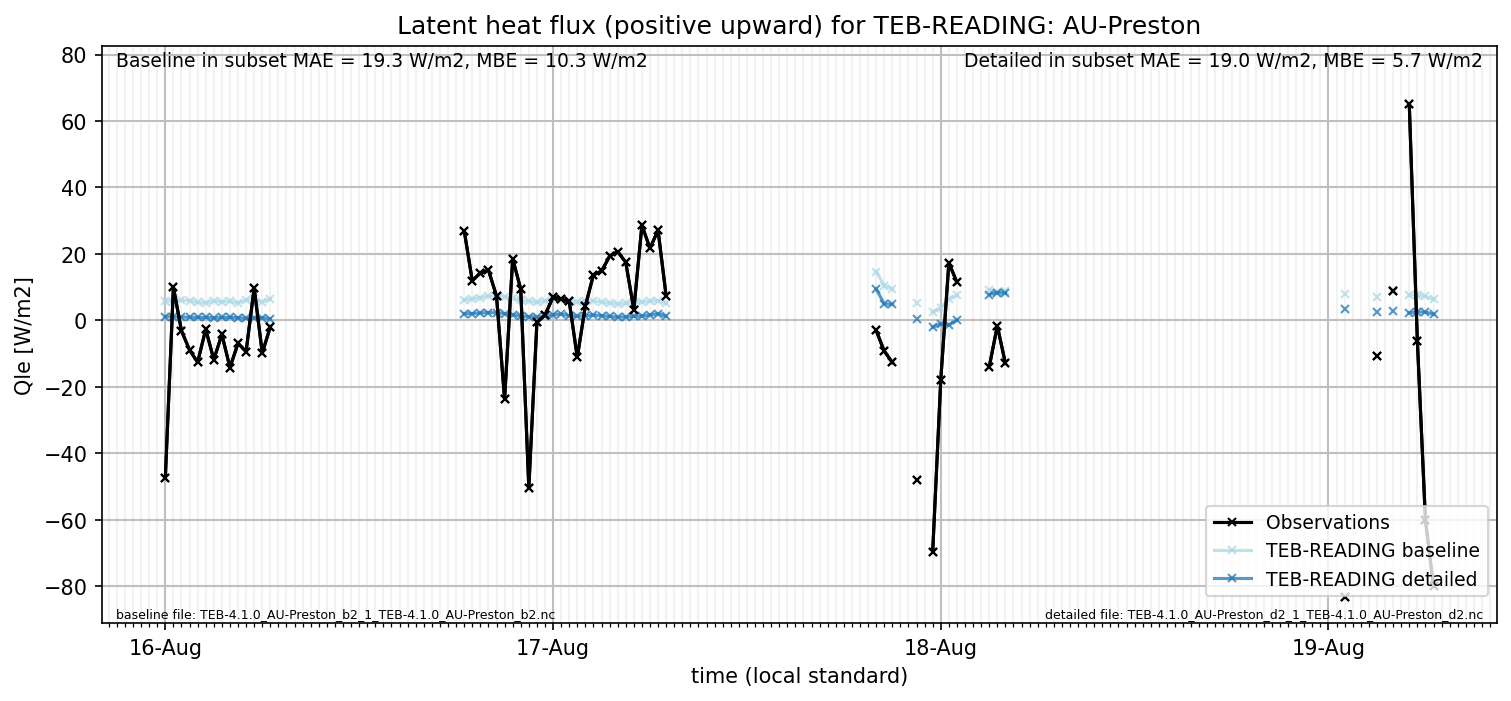 Latent heat flux (positive upward) for TEB-READING: AU-Preston
Baseline in subset MAE = 19.3 W/m2, MBE = 10.3 W/m2
Detailed in subset MAE = 19.0 W/m2, MBE = 5.7 W/m2
80
60
40
20
0
−20
−40
−60
−80
Qle [W/m2]
Observations
TEB-READING baseline
TEB-READING detailed
baseline file: TEB-4.1.0_AU-Preston_b2_1_TEB-4.1.0_AU-Preston_b2.nc
detailed file: TEB-4.1.0_AU-Preston_d2_1_TEB-4.1.0_AU-Preston_d2.nc
16-Aug
17-Aug
18-Aug
19-Aug
time (local standard)